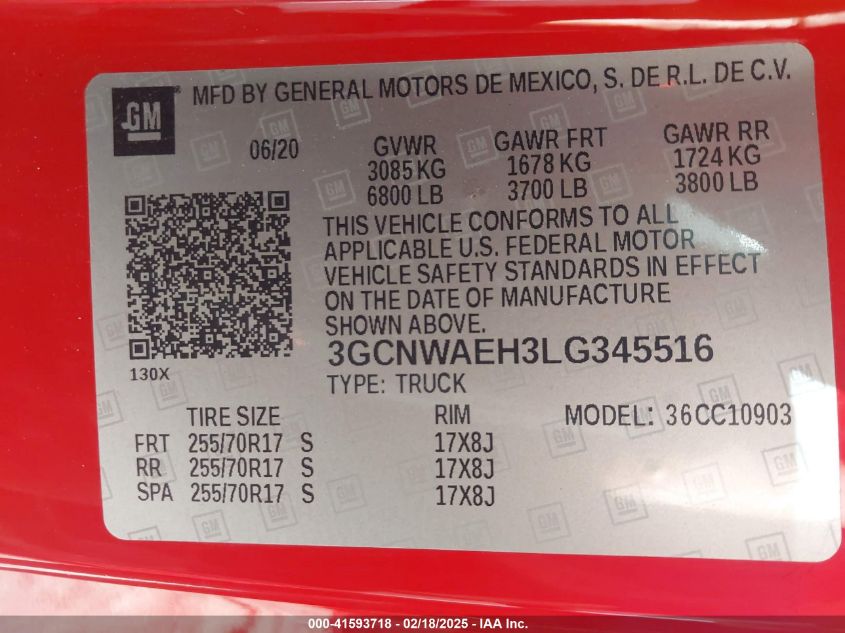 GM MFD BY GENERAL MOTORS DE MEXICO, S. DE R.L. DE C.V.
06/20 GVWR GAWR FRT GAWR RR
3085 KG 1678 KG 1724 KG
6800 LB 3700 LB 3800 LB
THIS VEHICLE CONFORMS TO ALL
APPLICABLE U.S. FEDERAL MOTOR
VEHICLE SAFETY STANDARDS IN EFFECT
ON THE DATE OF MANUFACTURE
SHOWN ABOVE.
3GCNWAEH3LG345516
130X TYPE: TRUCK
TIRE SIZE RIM MODEL: 36CC10903
FRT 255/70R17 S 17X8J
RR 255/70R17 S 17X8J
SPA 255/70R17 S 17X8J
000-41593718 - 02/18/2025 - IAA Inc.